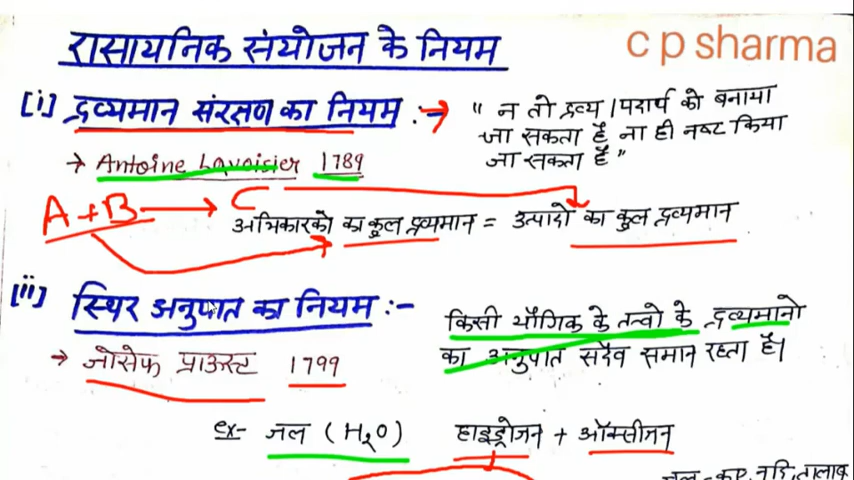 रासायनिक संयोजन के नियम
c p sharma
[i] द्रव्यमान संरक्षण का नियम :-
" न तो द्रव्य / पदार्थ को बनाया
जा सकता है ना ही नष्ट किया
जा सकता है "
→ Antoine Lavoisier 1789
A + B → C
अभिकारको का कुल द्रव्यमान = उत्पादो का कुल द्रव्यमान
[ii] स्थिर अनुपात का नियम :-
किसी यौगिक के तत्वो के द्रव्यमानो
का अनुपात सदैव समान रहता है।
→ जोसेफ प्राउस्ट 1799
ex- जल (H₂O) हाइड्रोजन + ऑक्सीजन
जल - कुए, नदि, तालाब